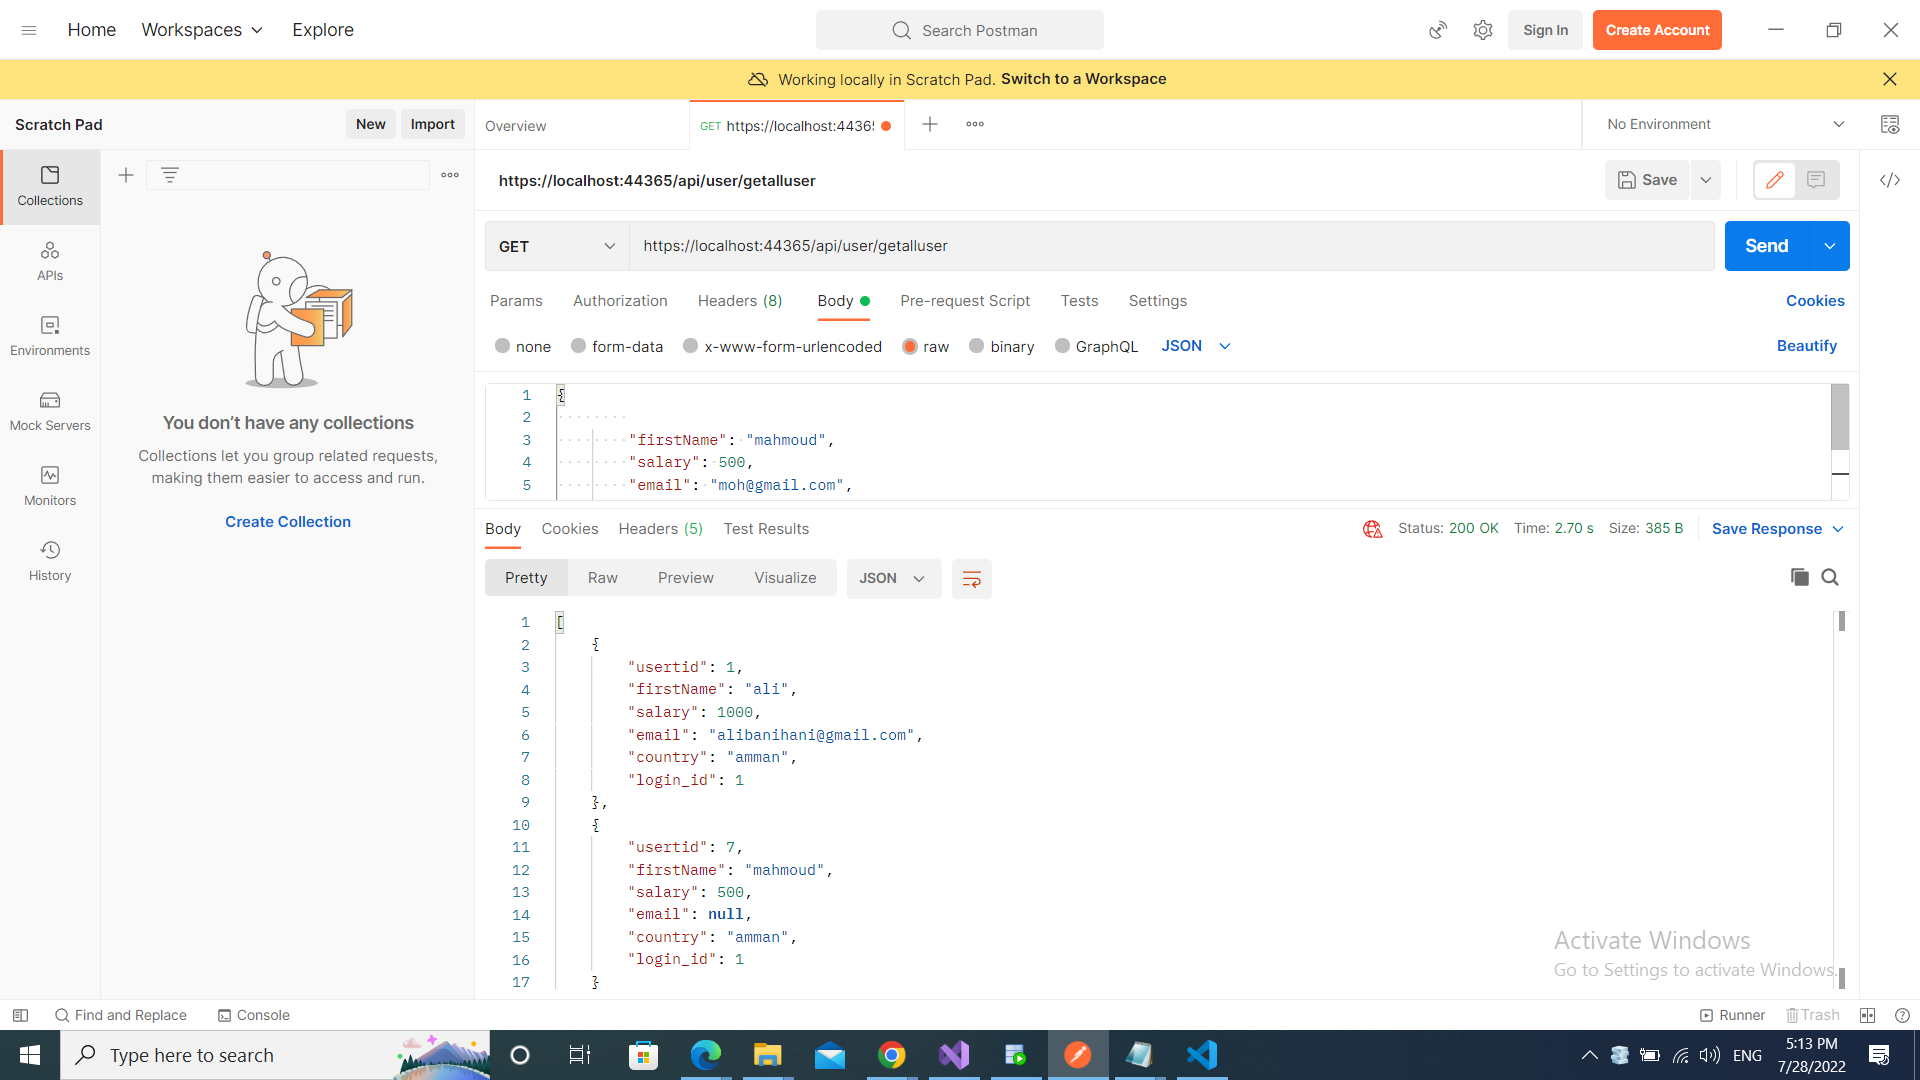 Home
Workspaces
Explore
Search Postman
Sign In
Create Account
Working locally in Scratch Pad. Switch to a Workspace
Scratch Pad
New
Import
Overview
GET https://localhost:44365
No Environment
Collections
APIs
Environments
Mock Servers
Monitors
History
You don't have any collections
Collections let you group related requests,
making them easier to access and run.
Create Collection
https://localhost:44365/api/user/getalluser
Save
GET
https://localhost:44365/api/user/getalluser
Send
Params
Authorization
Headers (8)
Body
Pre-request Script
Tests
Settings
Cookies
none
form-data
x-www-form-urlencoded
raw
binary
GraphQL
JSON
Beautify
1 {
2
3 "firstName": "mahmoud",
4 "salary": 500,
5 "email": "moh@gmail.com",
Body
Cookies
Headers (5)
Test Results
Status: 200 OK
Time: 2.70 s
Size: 385 B
Save Response
Pretty
Raw
Preview
Visualize
JSON
1 [
2 {
3 "usertid": 1,
4 "firstName": "ali",
5 "salary": 1000,
6 "email": "alibanihani@gmail.com",
7 "country": "amman",
8 "login_id": 1
9 },
10 {
11 "usertid": 7,
12 "firstName": "mahmoud",
13 "salary": 500,
14 "email": null,
15 "country": "amman",
16 "login_id": 1
17 }
Activate Windows
Go to Settings to activate Windows.
Find and Replace
Console
Runner
Trash
Type here to search
ENG
5:13 PM
7/28/2022